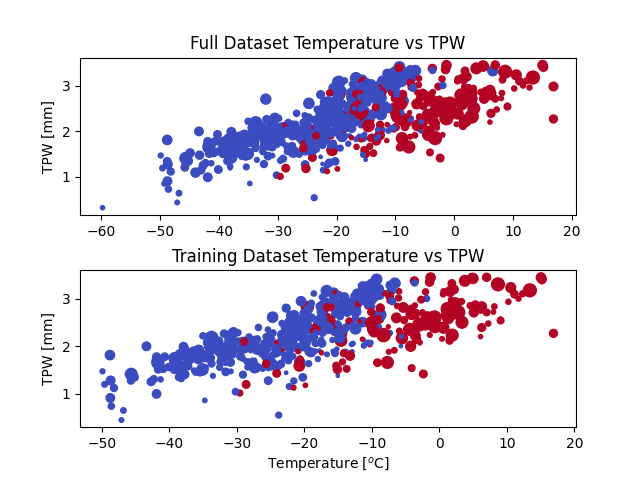 Full Dataset Temperature vs TPW
TPW [mm]
3
2
1
−60 −50 −40 −30 −20 −10 0 10 20
Training Dataset Temperature vs TPW
TPW [mm]
3
2
1
−50 −40 −30 −20 −10 0 10 20
Temperature [°C]